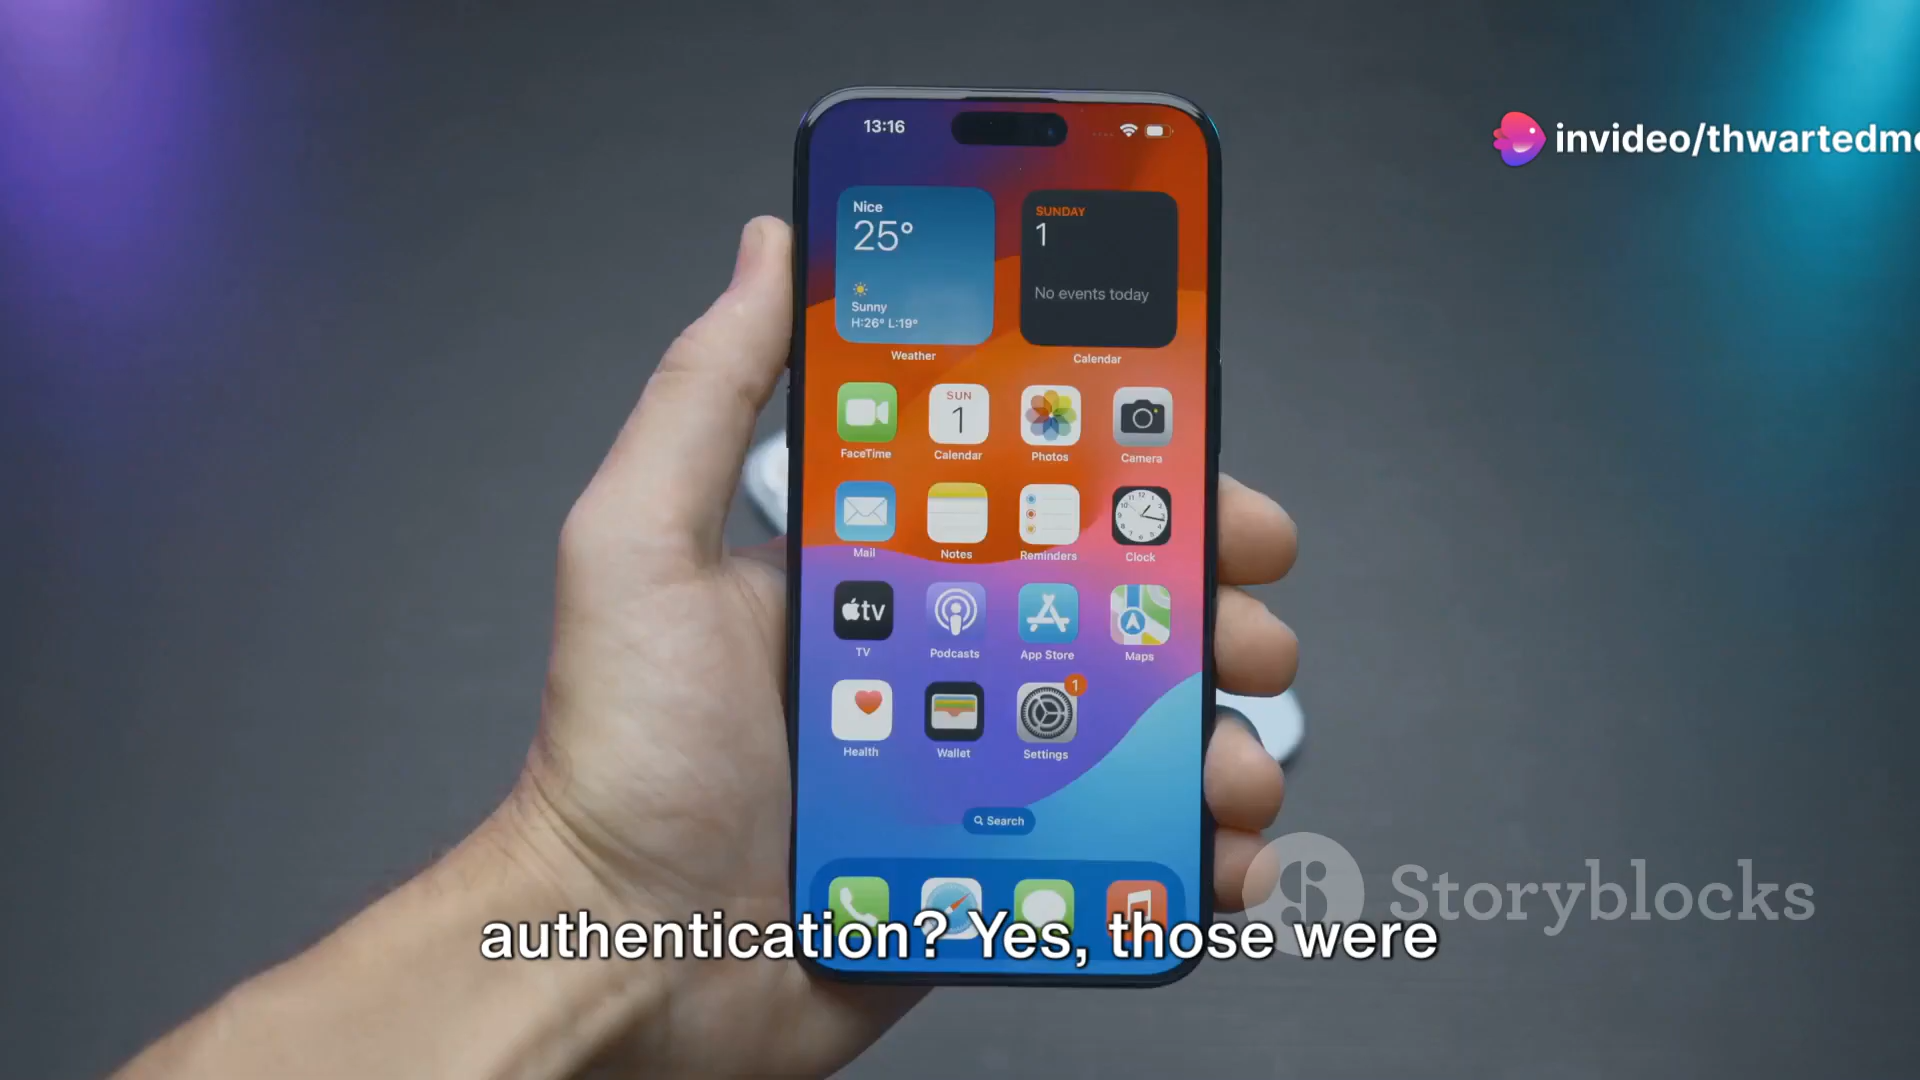 13:16
invideo/thwartedme
Nice
25°
Sunny
H:26° L:19°
Weather
SUNDAY
1
No events today
Calendar
FaceTime
SUN
1
Calendar
Photos
Camera
Mail
Notes
Reminders
Clock
tv
TV
Podcasts
App Store
Maps
Health
Wallet
1
Settings
Search
Storyblocks
authentication? Yes, those were